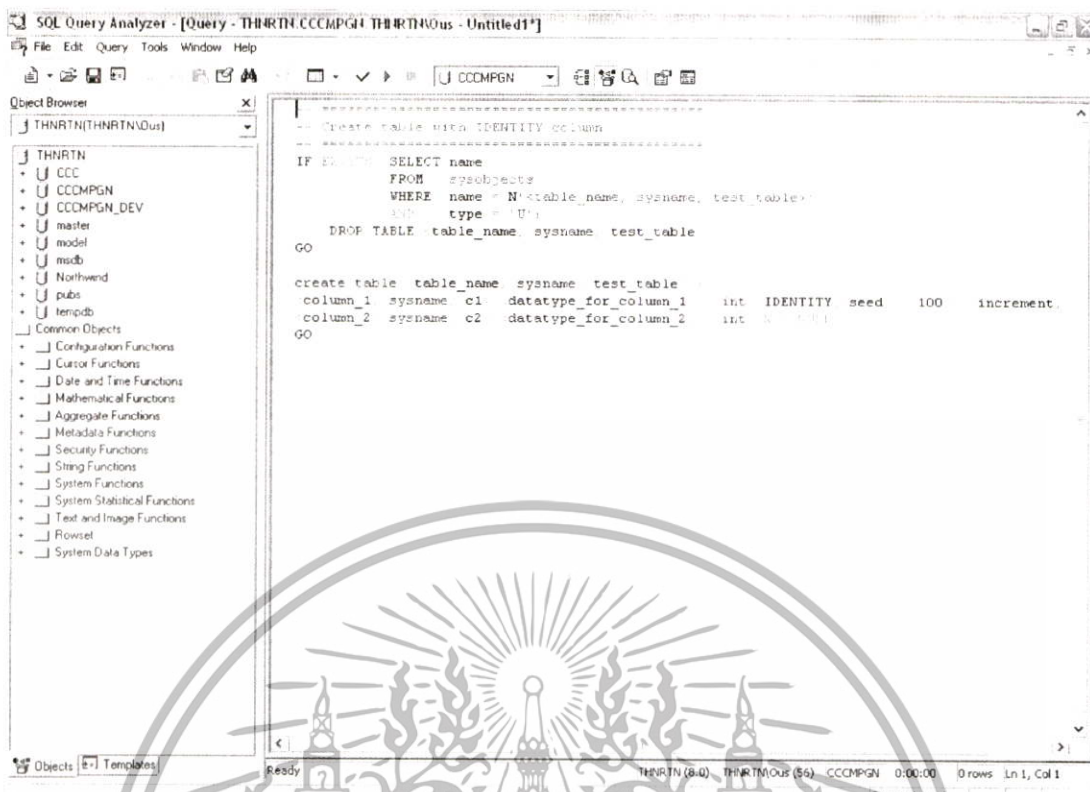 SQL Query Analyzer - [Query - THNRTN.CCCMPGN.THNRTN\Ous - Untitled1*]
File Edit Query Tools Window Help
CCCMPGN
Object Browser
THNRTN(THNRTN\Ous)
THNRTN
CCC
CCCMPGN
CCCMPGN_DEV
master
model
msdb
Northwind
pubs
tempdb
Common Objects
Configuration Functions
Cursor Functions
Date and Time Functions
Mathematical Functions
Aggregate Functions
Metadata Functions
Security Functions
String Functions
System Functions
System Statistical Functions
Text and Image Functions
Rowset
System Data Types
Objects Templates
-- =============================================
-- Create table with IDENTITY column
-- =============================================
IF SELECT name
FROM sysobjects
WHERE name = N'<table_name, sysname, test_table>'
type = 'U')
DROP TABLE table_name, sysname, test_table
GO
create table table_name sysname test_table
column_1 sysname c1 datatype_for_column_1 int IDENTITY seed 100 increment,
column_2 sysname c2 datatype_for_column_2 int
GO
Ready THNRTN (8.0) THNRTN\Ous (56) CCCMPGN 0:00:00 0 rows Ln 1, Col 1